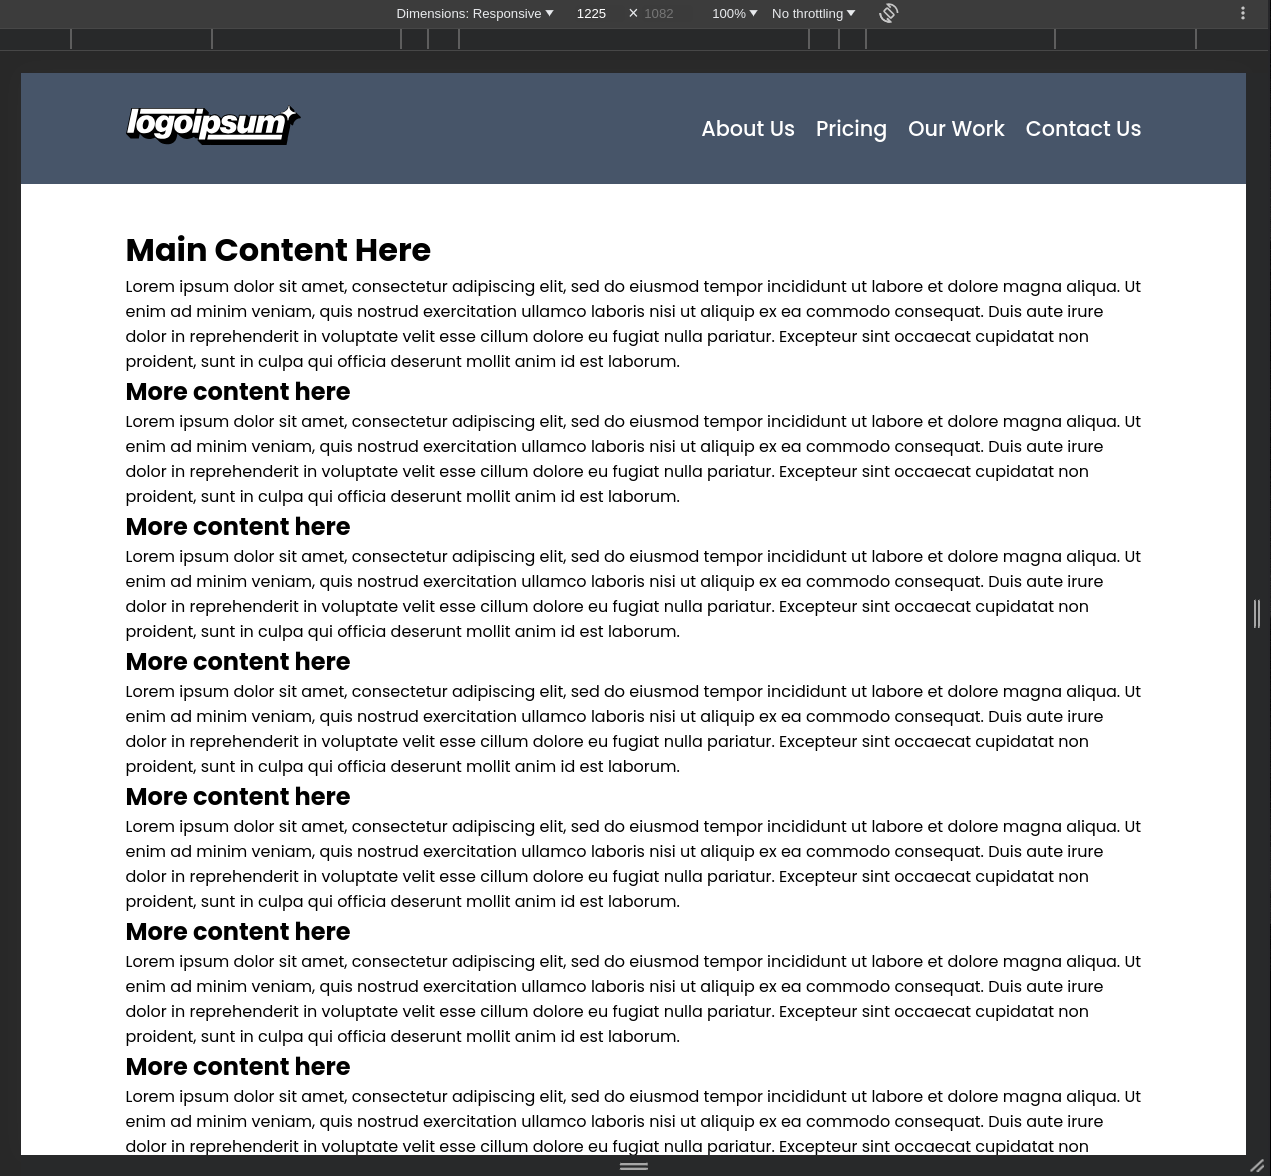 Dimensions: Responsive 1225 × 1082 100% No throttling
logoipsum About Us Pricing Our Work Contact Us
Main Content Here
Lorem ipsum dolor sit amet, consectetur adipiscing elit, sed do eiusmod tempor incididunt ut labore et dolore magna aliqua. Ut
enim ad minim veniam, quis nostrud exercitation ullamco laboris nisi ut aliquip ex ea commodo consequat. Duis aute irure
dolor in reprehenderit in voluptate velit esse cillum dolore eu fugiat nulla pariatur. Excepteur sint occaecat cupidatat non
proident, sunt in culpa qui officia deserunt mollit anim id est laborum.
More content here
Lorem ipsum dolor sit amet, consectetur adipiscing elit, sed do eiusmod tempor incididunt ut labore et dolore magna aliqua. Ut
enim ad minim veniam, quis nostrud exercitation ullamco laboris nisi ut aliquip ex ea commodo consequat. Duis aute irure
dolor in reprehenderit in voluptate velit esse cillum dolore eu fugiat nulla pariatur. Excepteur sint occaecat cupidatat non
proident, sunt in culpa qui officia deserunt mollit anim id est laborum.
More content here
Lorem ipsum dolor sit amet, consectetur adipiscing elit, sed do eiusmod tempor incididunt ut labore et dolore magna aliqua. Ut
enim ad minim veniam, quis nostrud exercitation ullamco laboris nisi ut aliquip ex ea commodo consequat. Duis aute irure
dolor in reprehenderit in voluptate velit esse cillum dolore eu fugiat nulla pariatur. Excepteur sint occaecat cupidatat non
proident, sunt in culpa qui officia deserunt mollit anim id est laborum.
More content here
Lorem ipsum dolor sit amet, consectetur adipiscing elit, sed do eiusmod tempor incididunt ut labore et dolore magna aliqua. Ut
enim ad minim veniam, quis nostrud exercitation ullamco laboris nisi ut aliquip ex ea commodo consequat. Duis aute irure
dolor in reprehenderit in voluptate velit esse cillum dolore eu fugiat nulla pariatur. Excepteur sint occaecat cupidatat non
proident, sunt in culpa qui officia deserunt mollit anim id est laborum.
More content here
Lorem ipsum dolor sit amet, consectetur adipiscing elit, sed do eiusmod tempor incididunt ut labore et dolore magna aliqua. Ut
enim ad minim veniam, quis nostrud exercitation ullamco laboris nisi ut aliquip ex ea commodo consequat. Duis aute irure
dolor in reprehenderit in voluptate velit esse cillum dolore eu fugiat nulla pariatur. Excepteur sint occaecat cupidatat non
proident, sunt in culpa qui officia deserunt mollit anim id est laborum.
More content here
Lorem ipsum dolor sit amet, consectetur adipiscing elit, sed do eiusmod tempor incididunt ut labore et dolore magna aliqua. Ut
enim ad minim veniam, quis nostrud exercitation ullamco laboris nisi ut aliquip ex ea commodo consequat. Duis aute irure
dolor in reprehenderit in voluptate velit esse cillum dolore eu fugiat nulla pariatur. Excepteur sint occaecat cupidatat non
proident, sunt in culpa qui officia deserunt mollit anim id est laborum.
More content here
Lorem ipsum dolor sit amet, consectetur adipiscing elit, sed do eiusmod tempor incididunt ut labore et dolore magna aliqua. Ut
enim ad minim veniam, quis nostrud exercitation ullamco laboris nisi ut aliquip ex ea commodo consequat. Duis aute irure
dolor in reprehenderit in voluptate velit esse cillum dolore eu fugiat nulla pariatur. Excepteur sint occaecat cupidatat non